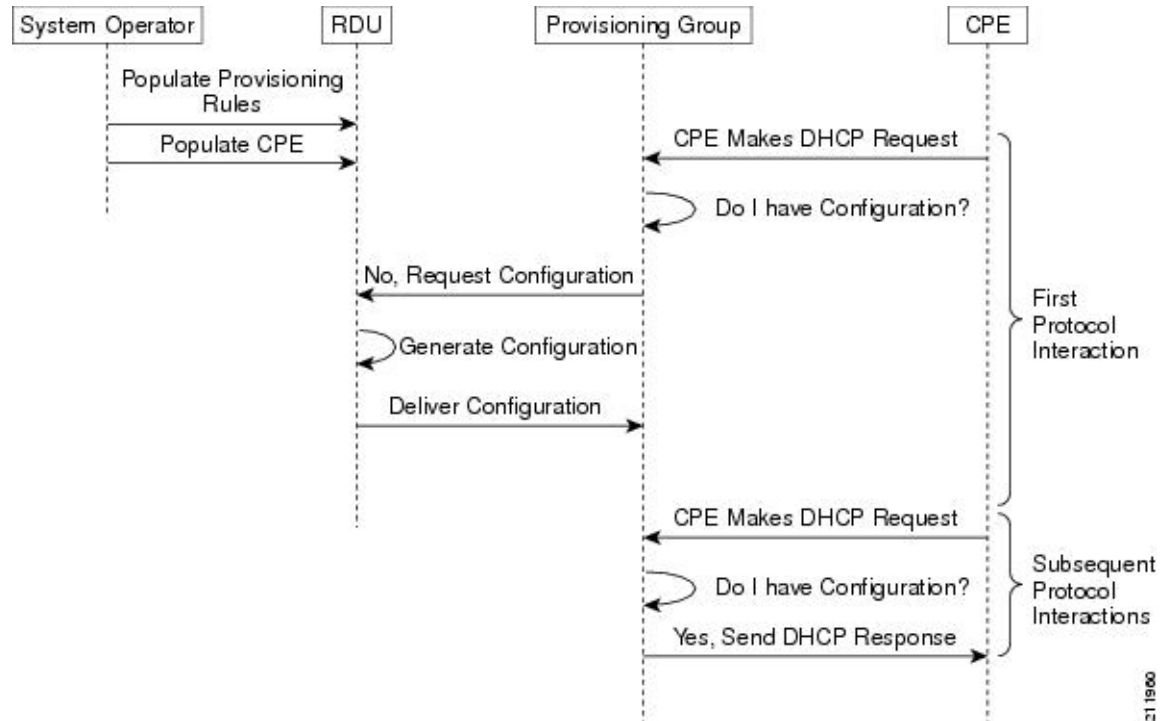 System Operator
RDU
Provisioning Group
CPE
Populate Provisioning
Rules
Populate CPE
CPE Makes DHCP Request
Do I have Configuration?
No, Request Configuration
Generate Configuration
Deliver Configuration
First
Protocol
Interaction
CPE Makes DHCP Request
Do I have Configuration?
Yes, Send DHCP Response
Subsequent
Protocol
Interactions
211960